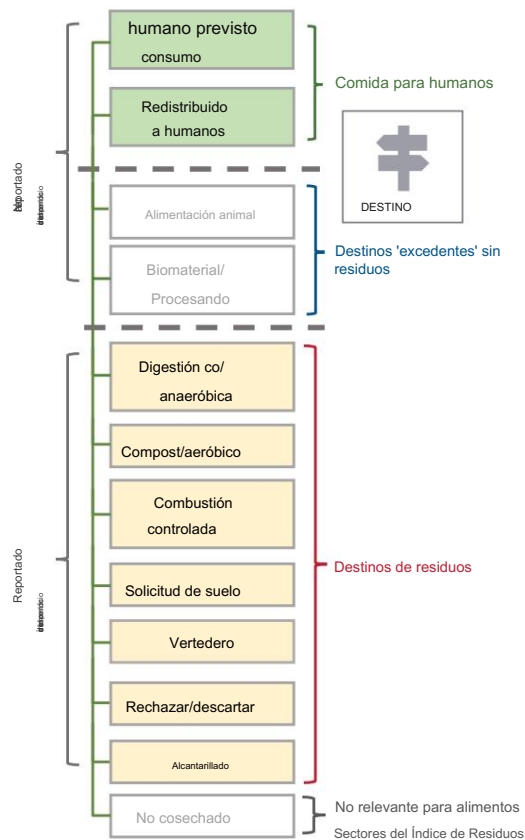 humano previsto
consumo
Redistribuido
a humanos
Comida para humanos
DESTINO
Alimentación animal
Biomaterial/
Procesando
Destinos 'excedentes' sin
residuos
Digestión co/
anaeróbica
Compost/aeróbico
Combustión
controlada
Solicitud de suelo
Vertedero
Rechazar/descartar
Alcantarillado
Destinos de residuos
Reportado
No cosechado
No relevante para alimentos
Sectores del Índice de Residuos